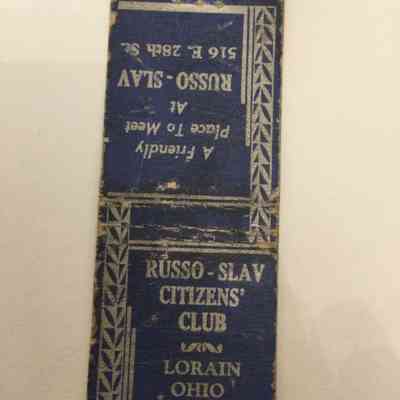 A Friendly
Place To Meet
At
RUSSO - SLAV
516 E. 28th St.
RUSSO - SLAV
CITIZENS'
CLUB
LORAIN
OHIO